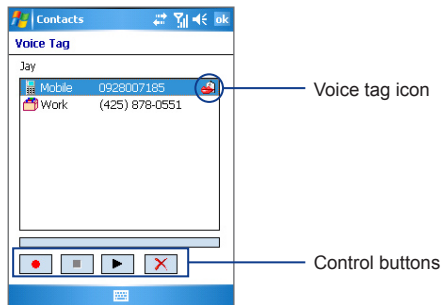 Contacts ok
Voice Tag
Jay
Mobile 0928007185
Work (425) 878-0551
Voice tag icon
Control buttons